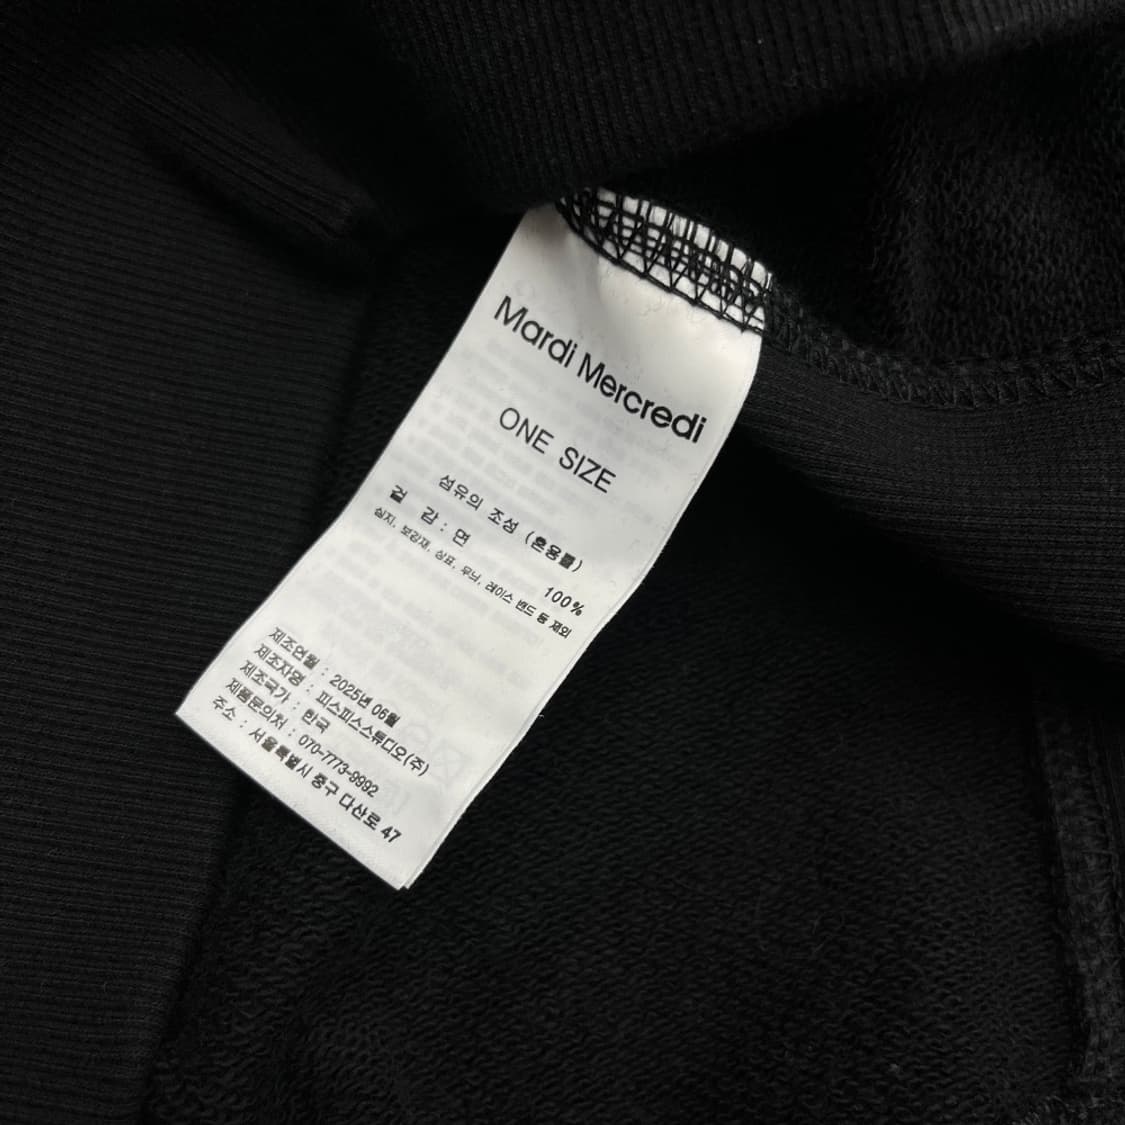 Mardi Mercredi
ONE SIZE
섬유의 조성 (혼용률)
겉 감 : 면 100%
심지, 보강재, 상표, 무늬, 레이스 밴드 등 제외
제조연월 : 2025년 06월
제조자명 : 피스피스스튜디오(주)
제조국가 : 한국
제품문의처 : 070-7773-9992
주소 : 서울특별시 중구 다산로 47